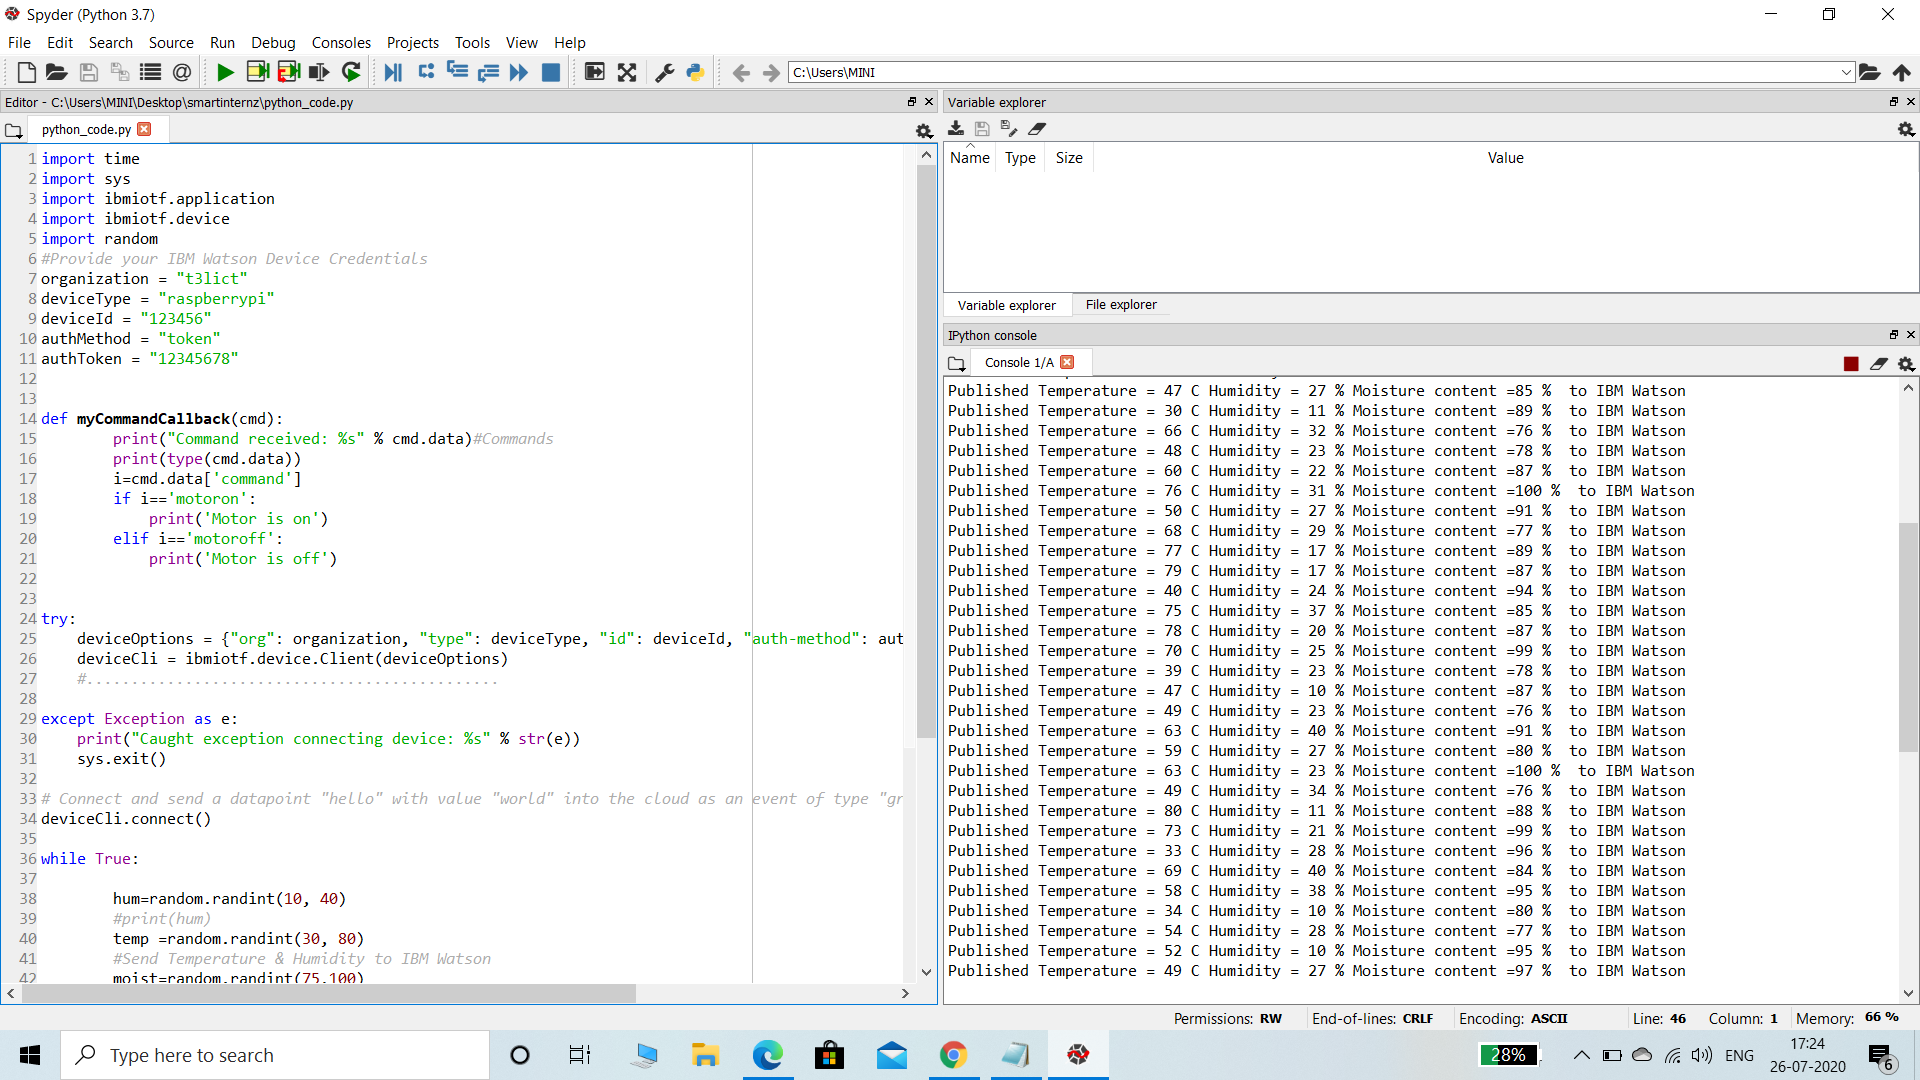 Spyder (Python 3.7)
File Edit Search Source Run Debug Consoles Projects Tools View Help
C:\Users\MINI
Editor - C:\Users\MINI\Desktop\smartinternz\python_code.py
python_code.py
1 import time
2 import sys
3 import ibmiotf.application
4 import ibmiotf.device
5 import random
6 #Provide your IBM Watson Device Credentials
7 organization = "t3lict"
8 deviceType = "raspberrypi"
9 deviceId = "123456"
10 authMethod = "token"
11 authToken = "12345678"
12
13
14 def myCommandCallback(cmd):
15 print("Command received: %s" % cmd.data)#Commands
16 print(type(cmd.data))
17 i=cmd.data['command']
18 if i=='motoron':
19 print('Motor is on')
20 elif i=='motoroff':
21 print('Motor is off')
22
23
24 try:
25 deviceOptions = {"org": organization, "type": deviceType, "id": deviceId, "auth-method": aut
26 deviceCli = ibmiotf.device.Client(deviceOptions)
27 #..............................................
28
29 except Exception as e:
30 print("Caught exception connecting device: %s" % str(e))
31 sys.exit()
32
33 # Connect and send a datapoint "hello" with value "world" into the cloud as an event of type "gr
34 deviceCli.connect()
35
36 while True:
37
38 hum=random.randint(10, 40)
39 #print(hum)
40 temp =random.randint(30, 80)
41 #Send Temperature & Humidity to IBM Watson
42 moist=random.randint(75,100)
Variable explorer
Name Type Size Value
Variable explorer File explorer
IPython console
Console 1/A
Published Temperature = 47 C Humidity = 27 % Moisture content =85 %  to IBM Watson
Published Temperature = 30 C Humidity = 11 % Moisture content =89 %  to IBM Watson
Published Temperature = 66 C Humidity = 32 % Moisture content =76 %  to IBM Watson
Published Temperature = 48 C Humidity = 23 % Moisture content =78 %  to IBM Watson
Published Temperature = 60 C Humidity = 22 % Moisture content =87 %  to IBM Watson
Published Temperature = 76 C Humidity = 31 % Moisture content =100 %  to IBM Watson
Published Temperature = 50 C Humidity = 27 % Moisture content =91 %  to IBM Watson
Published Temperature = 68 C Humidity = 29 % Moisture content =77 %  to IBM Watson
Published Temperature = 77 C Humidity = 17 % Moisture content =89 %  to IBM Watson
Published Temperature = 79 C Humidity = 17 % Moisture content =87 %  to IBM Watson
Published Temperature = 40 C Humidity = 24 % Moisture content =94 %  to IBM Watson
Published Temperature = 75 C Humidity = 37 % Moisture content =85 %  to IBM Watson
Published Temperature = 78 C Humidity = 20 % Moisture content =87 %  to IBM Watson
Published Temperature = 70 C Humidity = 25 % Moisture content =99 %  to IBM Watson
Published Temperature = 39 C Humidity = 23 % Moisture content =78 %  to IBM Watson
Published Temperature = 47 C Humidity = 10 % Moisture content =87 %  to IBM Watson
Published Temperature = 49 C Humidity = 23 % Moisture content =76 %  to IBM Watson
Published Temperature = 63 C Humidity = 40 % Moisture content =91 %  to IBM Watson
Published Temperature = 59 C Humidity = 27 % Moisture content =80 %  to IBM Watson
Published Temperature = 63 C Humidity = 23 % Moisture content =100 %  to IBM Watson
Published Temperature = 49 C Humidity = 34 % Moisture content =76 %  to IBM Watson
Published Temperature = 80 C Humidity = 11 % Moisture content =88 %  to IBM Watson
Published Temperature = 73 C Humidity = 21 % Moisture content =99 %  to IBM Watson
Published Temperature = 33 C Humidity = 28 % Moisture content =96 %  to IBM Watson
Published Temperature = 69 C Humidity = 40 % Moisture content =84 %  to IBM Watson
Published Temperature = 58 C Humidity = 38 % Moisture content =95 %  to IBM Watson
Published Temperature = 34 C Humidity = 10 % Moisture content =80 %  to IBM Watson
Published Temperature = 54 C Humidity = 28 % Moisture content =77 %  to IBM Watson
Published Temperature = 52 C Humidity = 10 % Moisture content =95 %  to IBM Watson
Published Temperature = 49 C Humidity = 27 % Moisture content =97 %  to IBM Watson
Permissions: RW End-of-lines: CRLF Encoding: ASCII Line: 46 Column: 1 Memory: 66 %
Type here to search
28%
ENG
17:24
26-07-2020
6